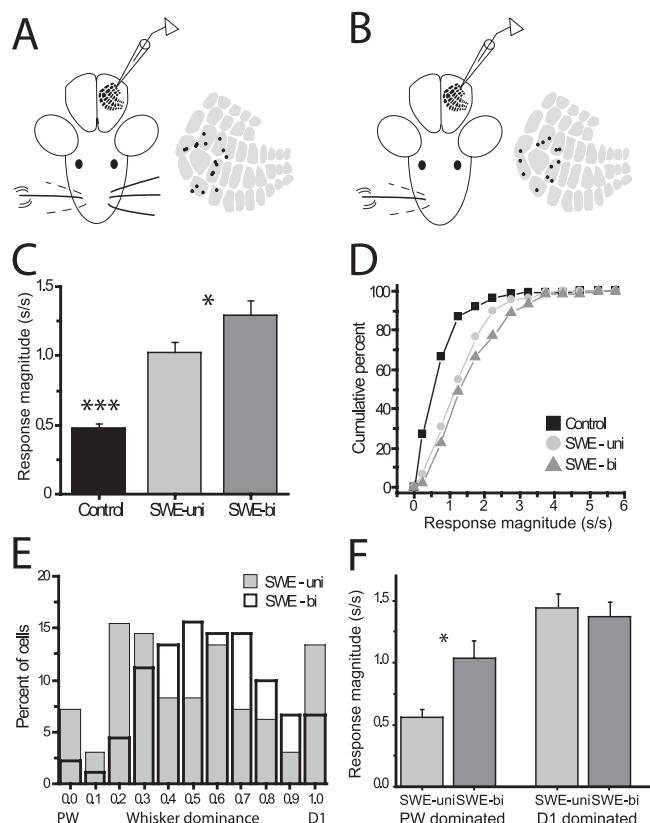 A
B
C
Response magnitude (s/s)
1.5
1.0
0.5
0
***
*
Control
SWE-uni
SWE-bi
D
Cumulative percent
100
80
60
40
20
0
Control
SWE-uni
SWE-bi
0 1 2 3 4 5 6
Response magnitude (s/s)
E
Percent of cells
20
15
10
5
0
SWE-uni
SWE-bi
0.0 0.1 0.2 0.3 0.4 0.5 0.6 0.7 0.8 0.9 1.0
PW Whisker dominance D1
F
Response magnitude (s/s)
1.5
1.0
0.5
0.0
*
SWE-uni SWE-bi SWE-uni SWE-bi
PW dominated D1 dominated